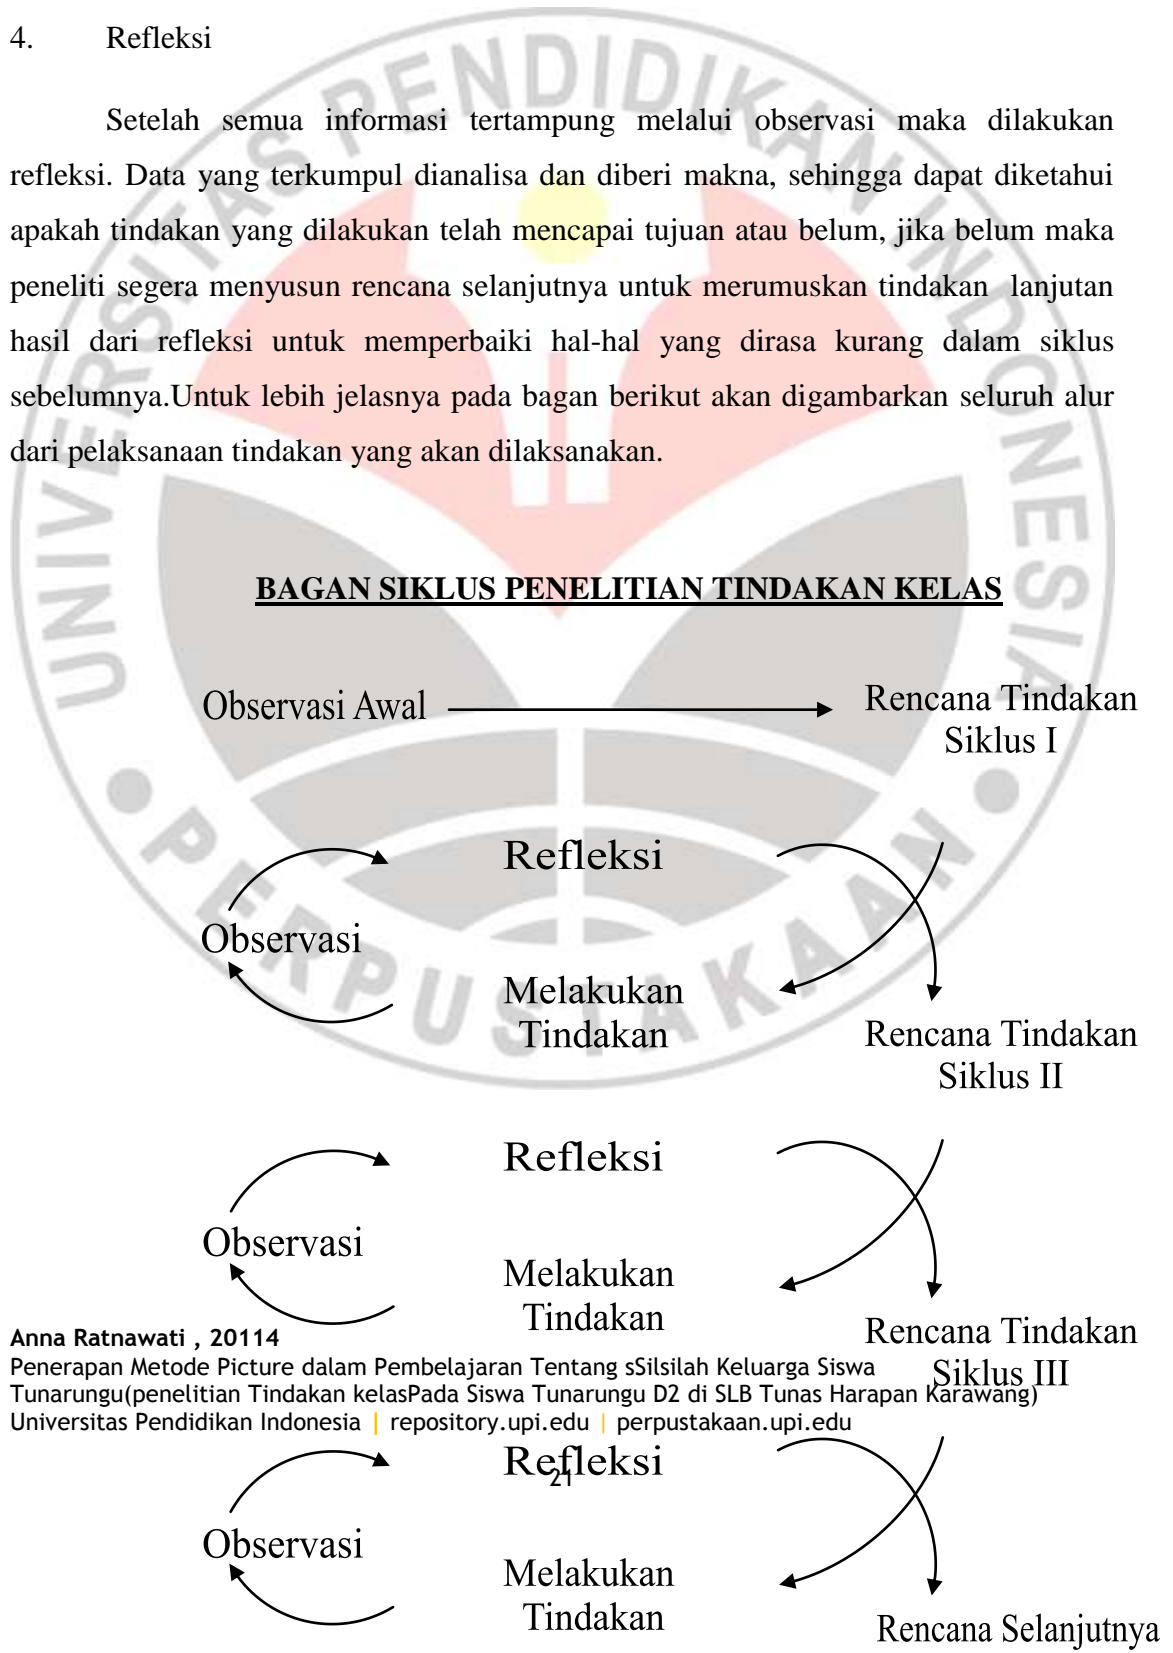 4. Refleksi
Setelah semua informasi tertampung melalui observasi maka dilakukan
refleksi. Data yang terkumpul dianalisa dan diberi makna, sehingga dapat diketahui
apakah tindakan yang dilakukan telah mencapai tujuan atau belum, jika belum maka
peneliti segera menyusun rencana selanjutnya untuk merumuskan tindakan lanjutan
hasil dari refleksi untuk memperbaiki hal-hal yang dirasa kurang dalam siklus
sebelumnya.Untuk lebih jelasnya pada bagan berikut akan digambarkan seluruh alur
dari pelaksanaan tindakan yang akan dilaksanakan.
BAGAN SIKLUS PENELITIAN TINDAKAN KELAS
Observasi Awal
Rencana Tindakan
Siklus I
Refleksi
Observasi
Melakukan
Tindakan
Rencana Tindakan
Siklus II
Refleksi
Observasi
Melakukan
Tindakan
Rencana Tindakan
Siklus III
Anna Ratnawati , 20114
Penerapan Metode Picture dalam Pembelajaran Tentang sSilsilah Keluarga Siswa
Tunarungu(penelitian Tindakan kelasPada Siswa Tunarungu D2 di SLB Tunas Harapan Karawang)
Universitas Pendidikan Indonesia | repository.upi.edu | perpustakaan.upi.edu
21
Refleksi
Observasi
Melakukan
Tindakan
Rencana Selanjutnya
UNIVERSITAS PENDIDIKAN INDONESIA
PERPUSTAKAAN